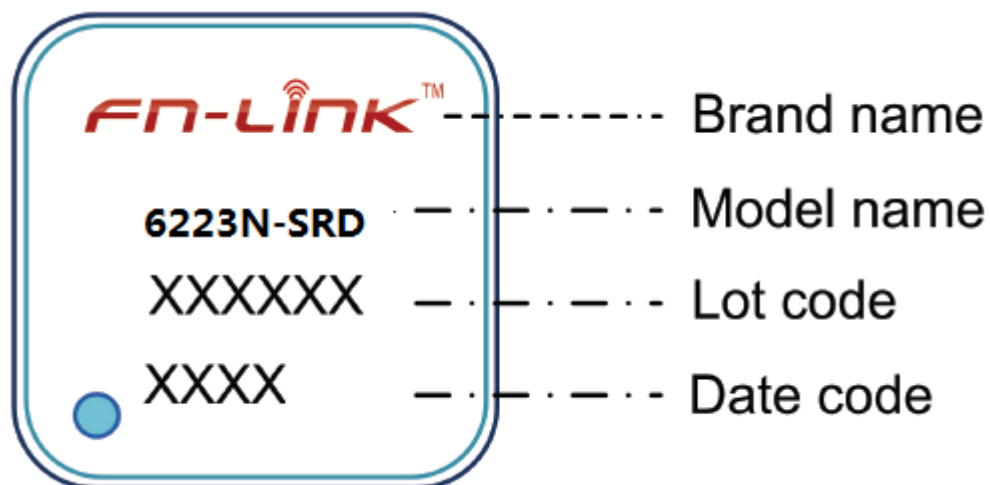 FN-LINK™ Brand name
6223N-SRD Model name
XXXXXX Lot code
XXXX Date code